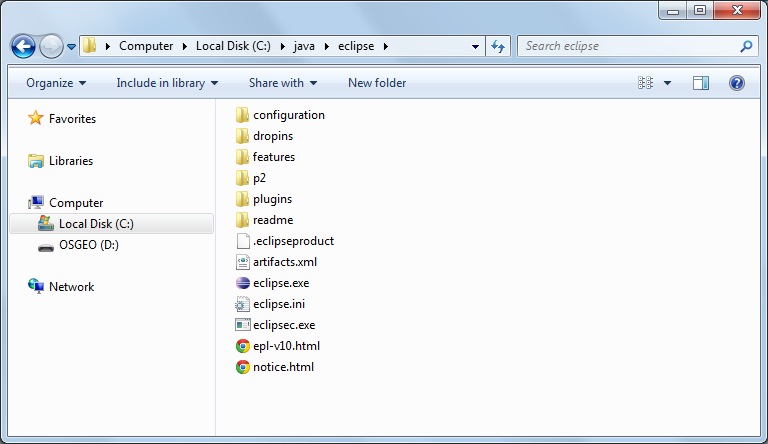 Computer Local Disk (C:) java eclipse Search eclipse
Organize Include in library Share with New folder
Favorites
Libraries
Computer
Local Disk (C:)
OSGEO (D:)
Network
configuration
dropins
features
p2
plugins
readme
.eclipseproduct
artifacts.xml
eclipse.exe
eclipse.ini
eclipsec.exe
epl-v10.html
notice.html